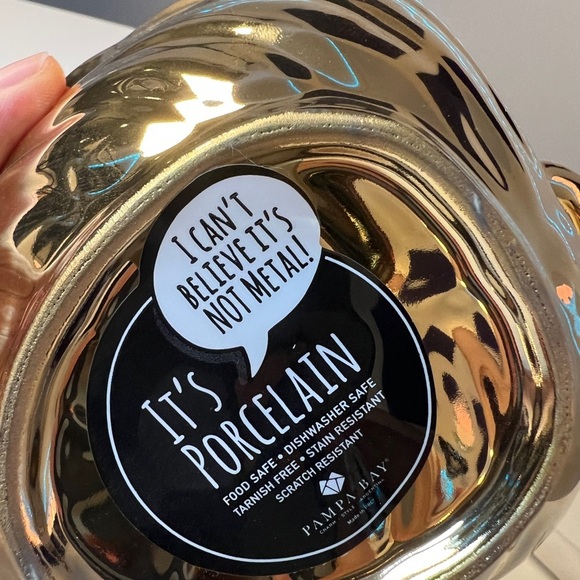 I CAN'T
BELIEVE IT'S
NOT METAL!
IT'S
PORCELAIN
FOOD SAFE • DISHWASHER SAFE
TARNISH FREE • STAIN RESISTANT
SCRATCH RESISTANT
PAMPA BAY®